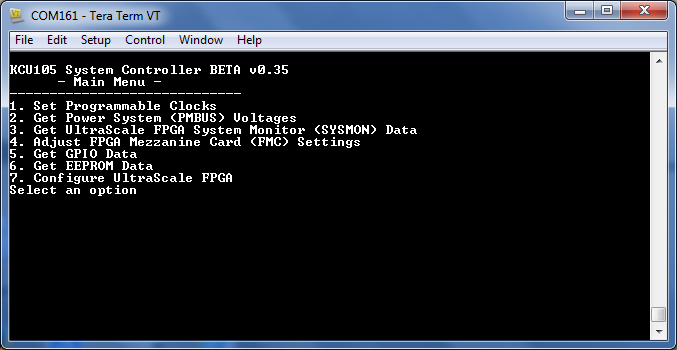 COM161 - Tera Term VT
File Edit Setup Control Window Help
KCU105 System Controller BETA v0.35
- Main Menu -
------------------------------
1. Set Programmable Clocks
2. Get Power System (PMBUS) Voltages
3. Get UltraScale FPGA System Monitor (SYSMON) Data
4. Adjust FPGA Mezzanine Card (FMC) Settings
5. Get GPIO Data
6. Get EEPROM Data
7. Configure UltraScale FPGA
Select an option